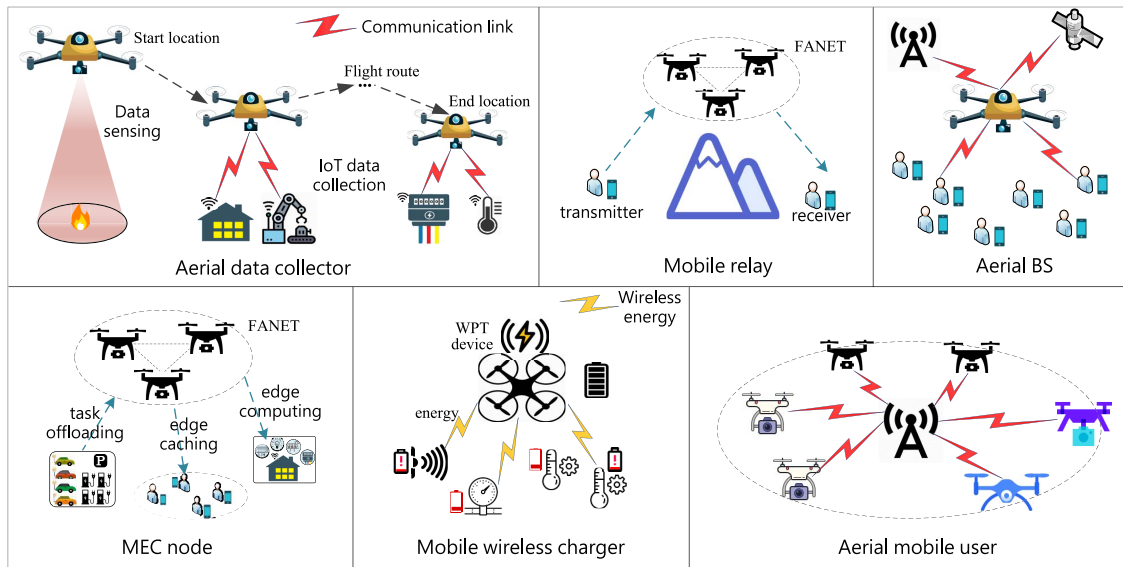 Start location
Communication link
Data
sensing
Flight route
...
End location
IoT data
collection
Aerial data collector
FANET
transmitter
receiver
Mobile relay
Aerial BS
FANET
task
offloading
edge
caching
edge
computing
P
MEC node
WPT
device
Wireless
energy
energy
Mobile wireless charger
Aerial mobile user